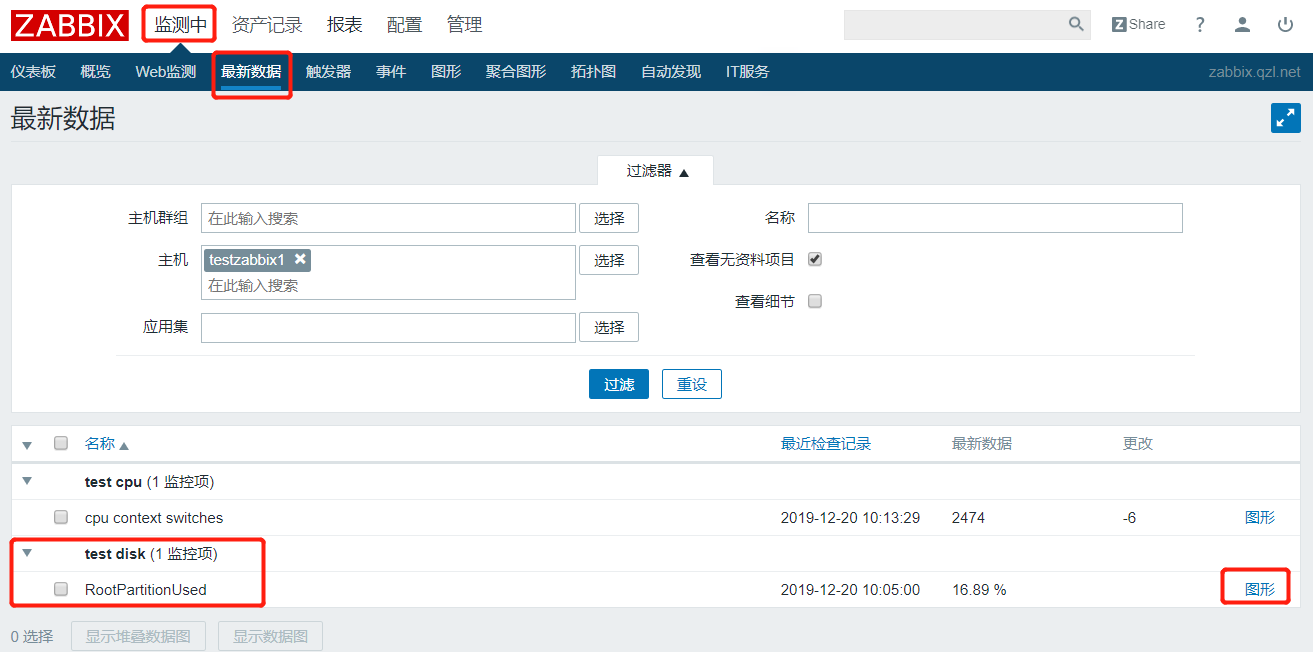 ZABBIX 监测中 资产记录 报表 配置 管理 Z Share ?
仪表板 概览 Web监测 最新数据 触发器 事件 图形 聚合图形 拓扑图 自动发现 IT服务 zabbix.qzl.net
最新数据
过滤器 ▲
主机群组 在此输入搜索 选择 名称
主机 testzabbix1 ✖ 选择 查看无资料项目
在此输入搜索
查看细节
应用集 选择
过滤 重设
▼ 名称 ▲ 最近检查记录 最新数据 更改
▼ test cpu (1 监控项)
cpu context switches 2019-12-20 10:13:29 2474 -6 图形
▼ test disk (1 监控项)
RootPartitionUsed 2019-12-20 10:05:00 16.89 % 图形
0 选择 显示堆叠数据图 显示数据图